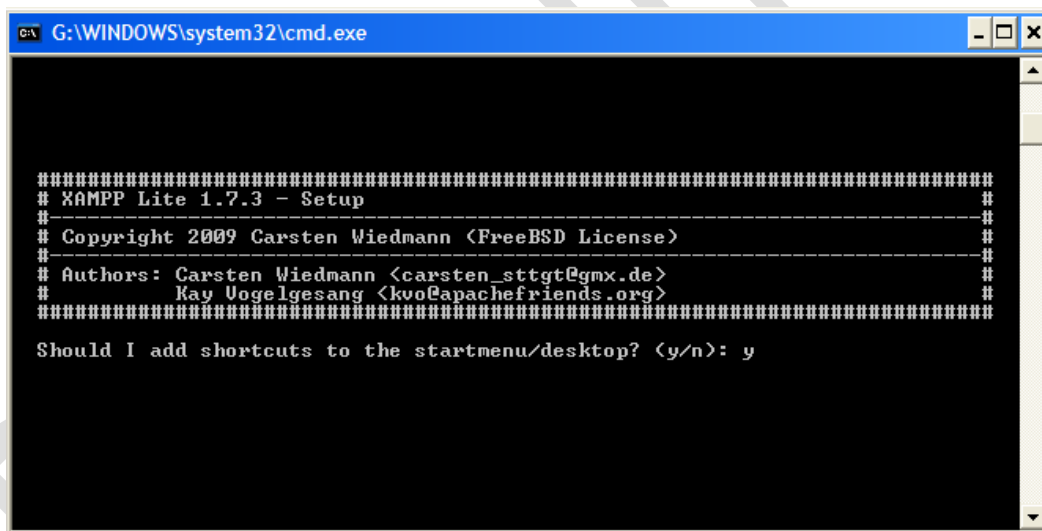 G:\WINDOWS\system32\cmd.exe
###########################################################################
# XAMPP Lite 1.7.3 - Setup #
#-------------------------------------------------------------------------#
# Copyright 2009 Carsten Wiedmann (FreeBSD License) #
#-------------------------------------------------------------------------#
# Authors: Carsten Wiedmann <carsten_sttgt@gmx.de> #
# Kay Vogelgesang <kvo@apachefriends.org> #
###########################################################################
Should I add shortcuts to the startmenu/desktop? (y/n): y